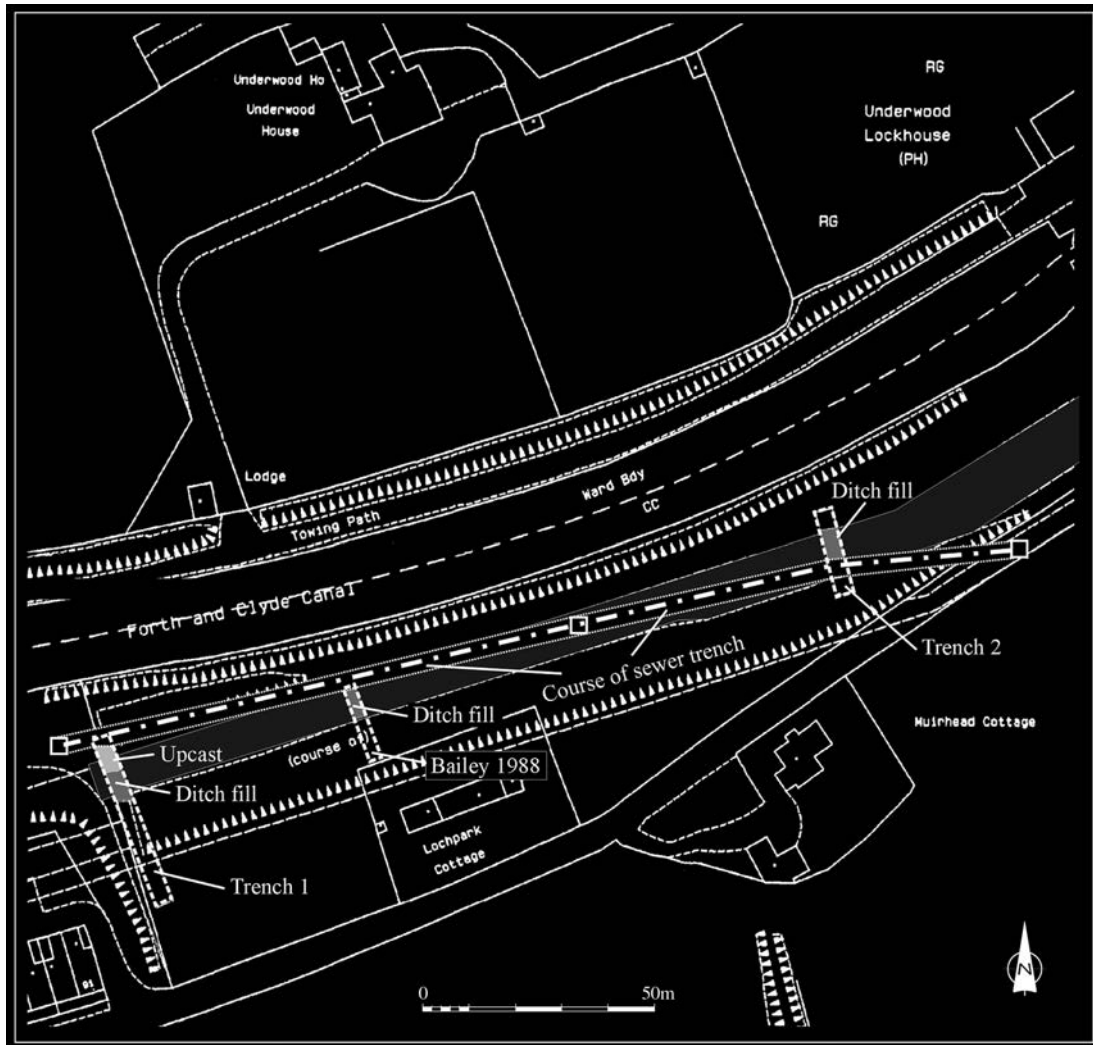 Underwood Ho
Underwood
House
RG
Underwood
Lockhouse
(PH)
RG
Lodge
Towing Path
Ward Bdy
CC
Ditch fill
Forth and Clyde Canal
Trench 2
Course of sewer trench
Muirhead Cottage
Upcast
Ditch fill
(course of)
Ditch fill
Bailey 1988
Lochpark
Cottage
Trench 1
91
0
50m
N